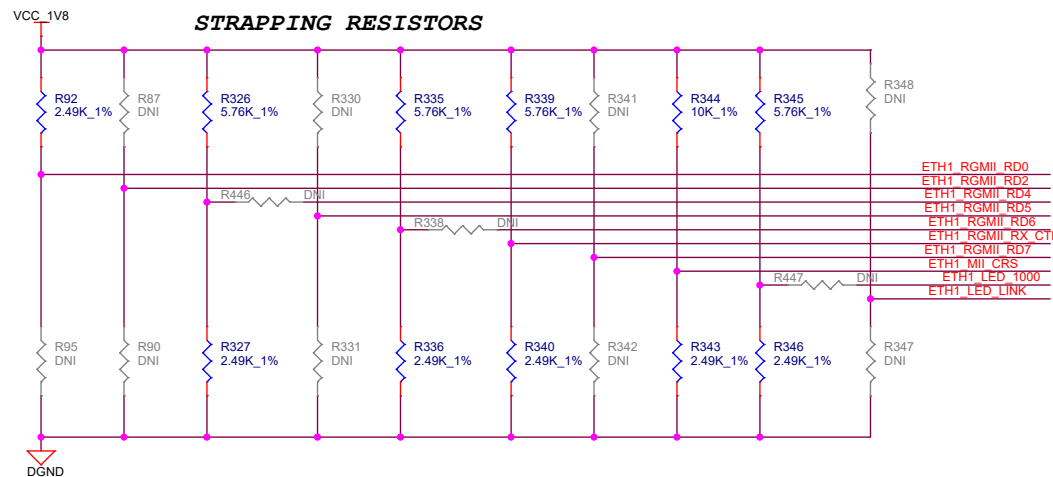 VCC_1V8
STRAPPING RESISTORS
R92
2.49K_1%
R87
DNI
R326
5.76K_1%
R330
DNI
R335
5.76K_1%
R339
5.76K_1%
R341
DNI
R344
10K_1%
R345
5.76K_1%
R348
DNI
ETH1_RGMII_RD0
ETH1_RGMII_RD2
R446 DNI ETH1_RGMII_RD4
ETH1_RGMII_RD5
R338 DNI ETH1_RGMII_RD6
ETH1_RGMII_RX_CT
ETH1_RGMII_RD7
ETH1_MII_CRS
R447 DNI ETH1_LED_1000
ETH1_LED_LINK
R95
DNI
R90
DNI
R327
2.49K_1%
R331
DNI
R336
2.49K_1%
R340
2.49K_1%
R342
DNI
R343
2.49K_1%
R346
2.49K_1%
R347
DNI
DGND